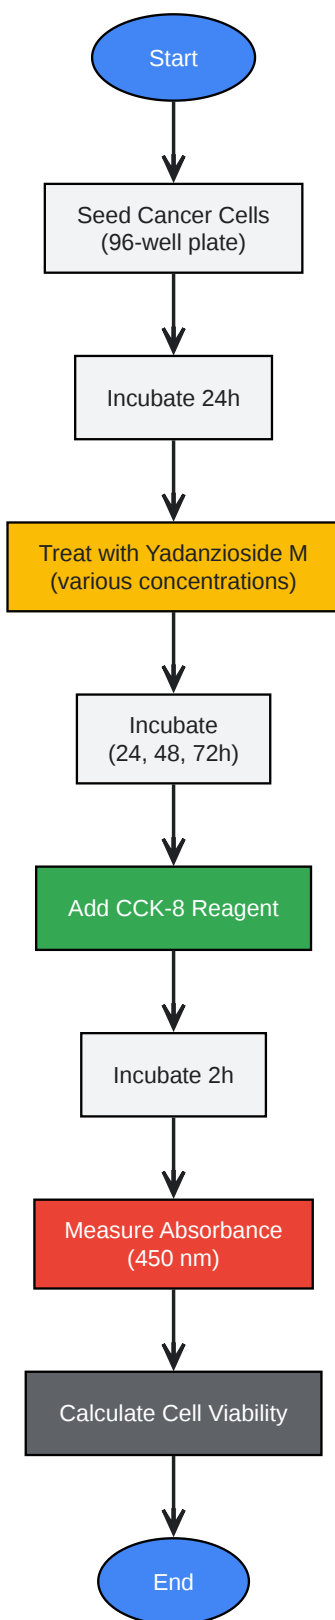 Start
Seed Cancer Cells
(96-well plate)
Incubate 24h
Treat with Yadanzioside M
(various concentrations)
Incubate
(24, 48, 72h)
Add CCK-8 Reagent
Incubate 2h
Measure Absorbance
(450 nm)
Calculate Cell Viability
End